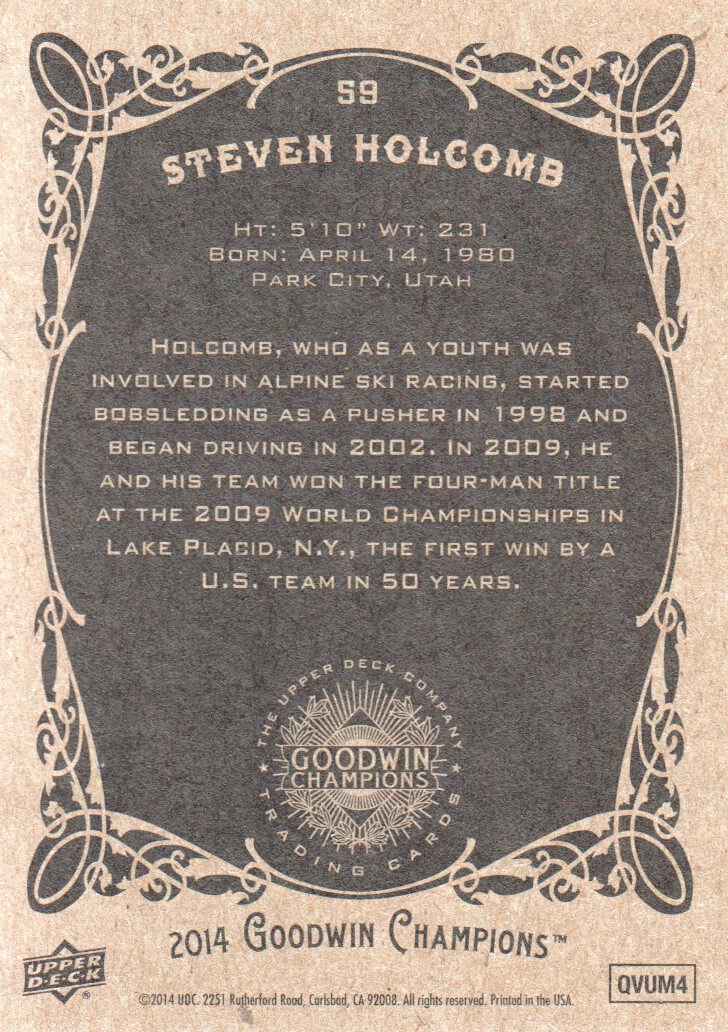 59
STEVEN HOLCOMB
HT: 5'10" WT: 231
BORN: APRIL 14, 1980
PARK CITY, UTAH
HOLCOMB, WHO AS A YOUTH WAS
INVOLVED IN ALPINE SKI RACING, STARTED
BOBSLEDDING AS A PUSHER IN 1998 AND
BEGAN DRIVING IN 2002. IN 2009, HE
AND HIS TEAM WON THE FOUR-MAN TITLE
AT THE 2009 WORLD CHAMPIONSHIPS IN
LAKE PLACID, N.Y., THE FIRST WIN BY A
U.S. TEAM IN 50 YEARS.
THE UPPER DECK COMPANY
GOODWIN
CHAMPIONS
★ TRADING CARDS ★
2014 GOODWIN CHAMPIONS™
UPPER
D·E·C·K®
©2014 UDC. 2251 Rutherford Road, Carlsbad, CA 92008. All rights reserved. Printed in the USA.
QVUM4